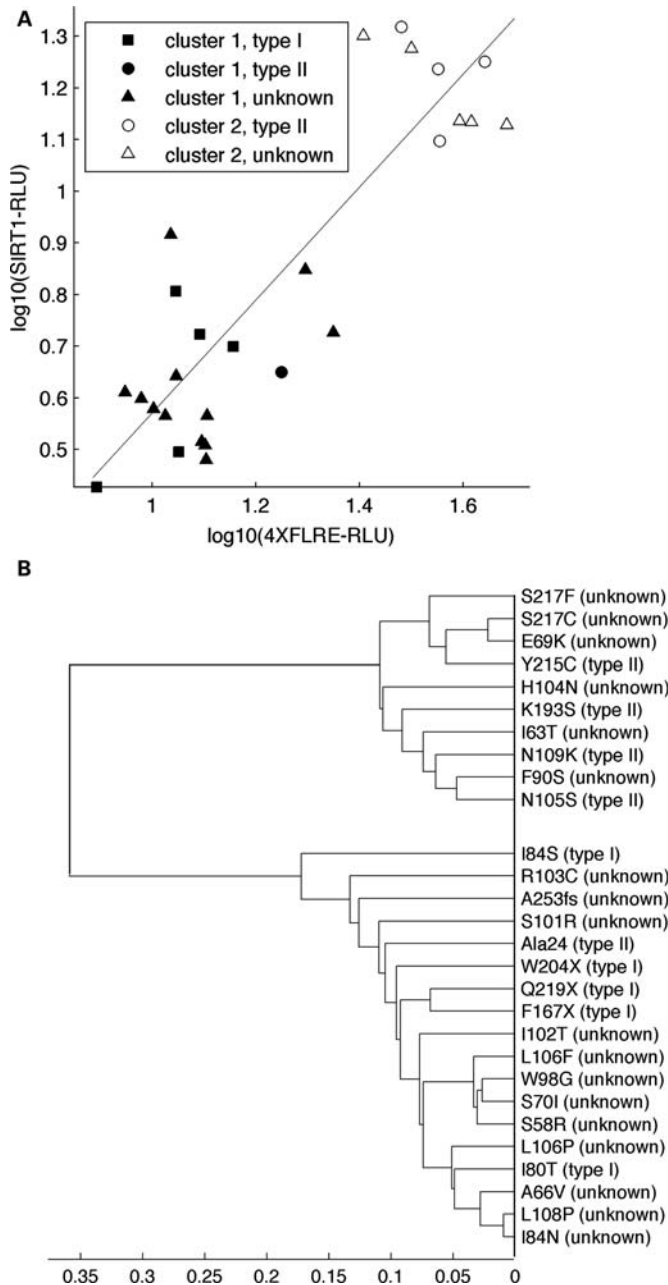 A
cluster 1, type I
cluster 1, type II
cluster 1, unknown
cluster 2, type II
cluster 2, unknown
1.3
1.2
1.1
1
0.9
0.8
0.7
0.6
0.5
log10(SIRT1-RLU)
1
1.2
1.4
1.6
log10(4XFLRE-RLU)
B
S217F (unknown)
S217C (unknown)
E69K (unknown)
Y215C (type II)
H104N (unknown)
K193S (type II)
I63T (unknown)
N109K (type II)
F90S (unknown)
N105S (type II)
I84S (type I)
R103C (unknown)
A253fs (unknown)
S101R (unknown)
Ala24 (type II)
W204X (type I)
Q219X (type I)
F167X (type I)
I102T (unknown)
L106F (unknown)
W98G (unknown)
S70I (unknown)
S58R (unknown)
L106P (unknown)
I80T (type I)
A66V (unknown)
L108P (unknown)
I84N (unknown)
0.35 0.3 0.25 0.2 0.15 0.1 0.05 0